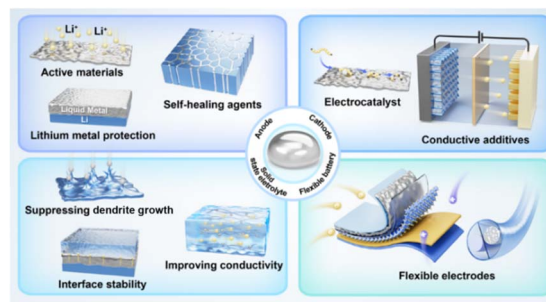 Li⁺
Li⁺
Active materials
Liquid Metal
Li
Lithium metal protection
Self-healing agents
Electrocatalyst
Conductive additives
Anode
Cathode
Solid
state eletrolyte
Flexible battery
Suppressing dendrite growth
Interface stability
Improving conductivity
Flexible electrodes